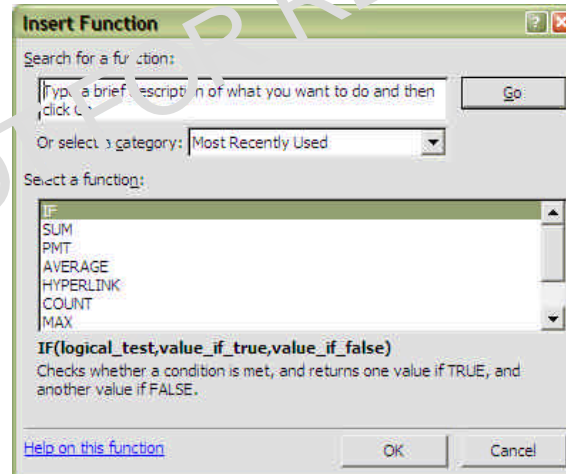 Insert Function
Search for a function:
Type a brief description of what you want to do and then
click Go
Go
Or select a category: Most Recently Used
Select a function:
IF
SUM
PMT
AVERAGE
HYPERLINK
COUNT
MAX
IF(logical_test,value_if_true,value_if_false)
Checks whether a condition is met, and returns one value if TRUE, and
another value if FALSE.
Help on this function
OK
Cancel